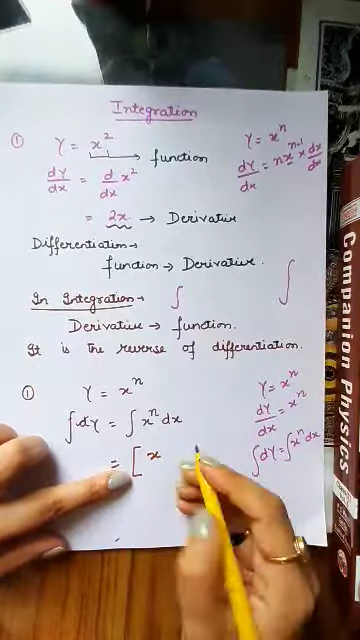 Integration
① Y = x² → function
dY/dx = d/dx x²
= 2x → Derivative
Y = xⁿ
dY/dx = nxⁿ⁻¹ × dx/dx
Differentiation→
function → Derivative.
In Integration→ ∫ ∫
Derivative → function.
It is the reverse of differentiation.
① Y = xⁿ
∫dY = ∫xⁿ dx
= [ x
Y = xⁿ
dY/dx = xⁿ
∫dY = ∫xⁿ dx
COMPREHENSIVE Physics